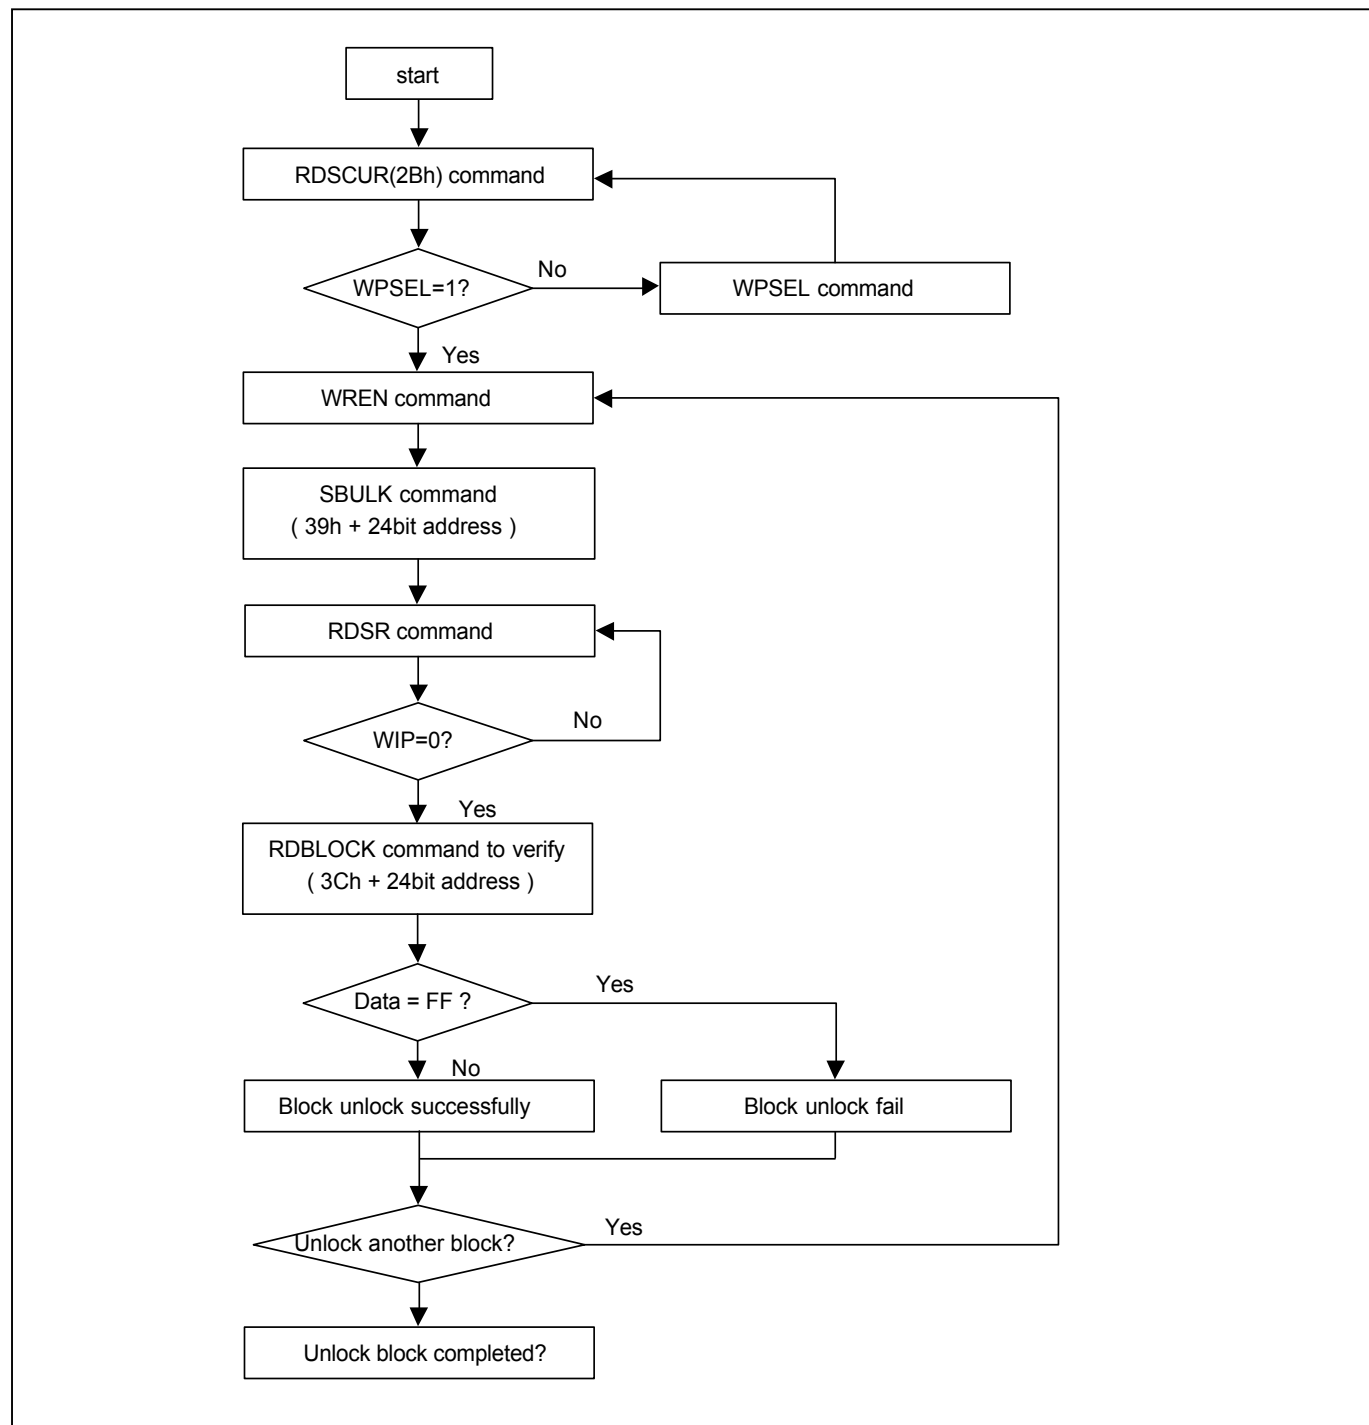 start
RDSCUR(2Bh) command
WPSEL=1?
No
WPSEL command
Yes
WREN command
SBULK command
( 39h + 24bit address )
RDSR command
WIP=0?
No
Yes
RDBLOCK command to verify
( 3Ch + 24bit address )
Data = FF ?
Yes
No
Block unlock successfully
Block unlock fail
Unlock another block?
Yes
Unlock block completed?